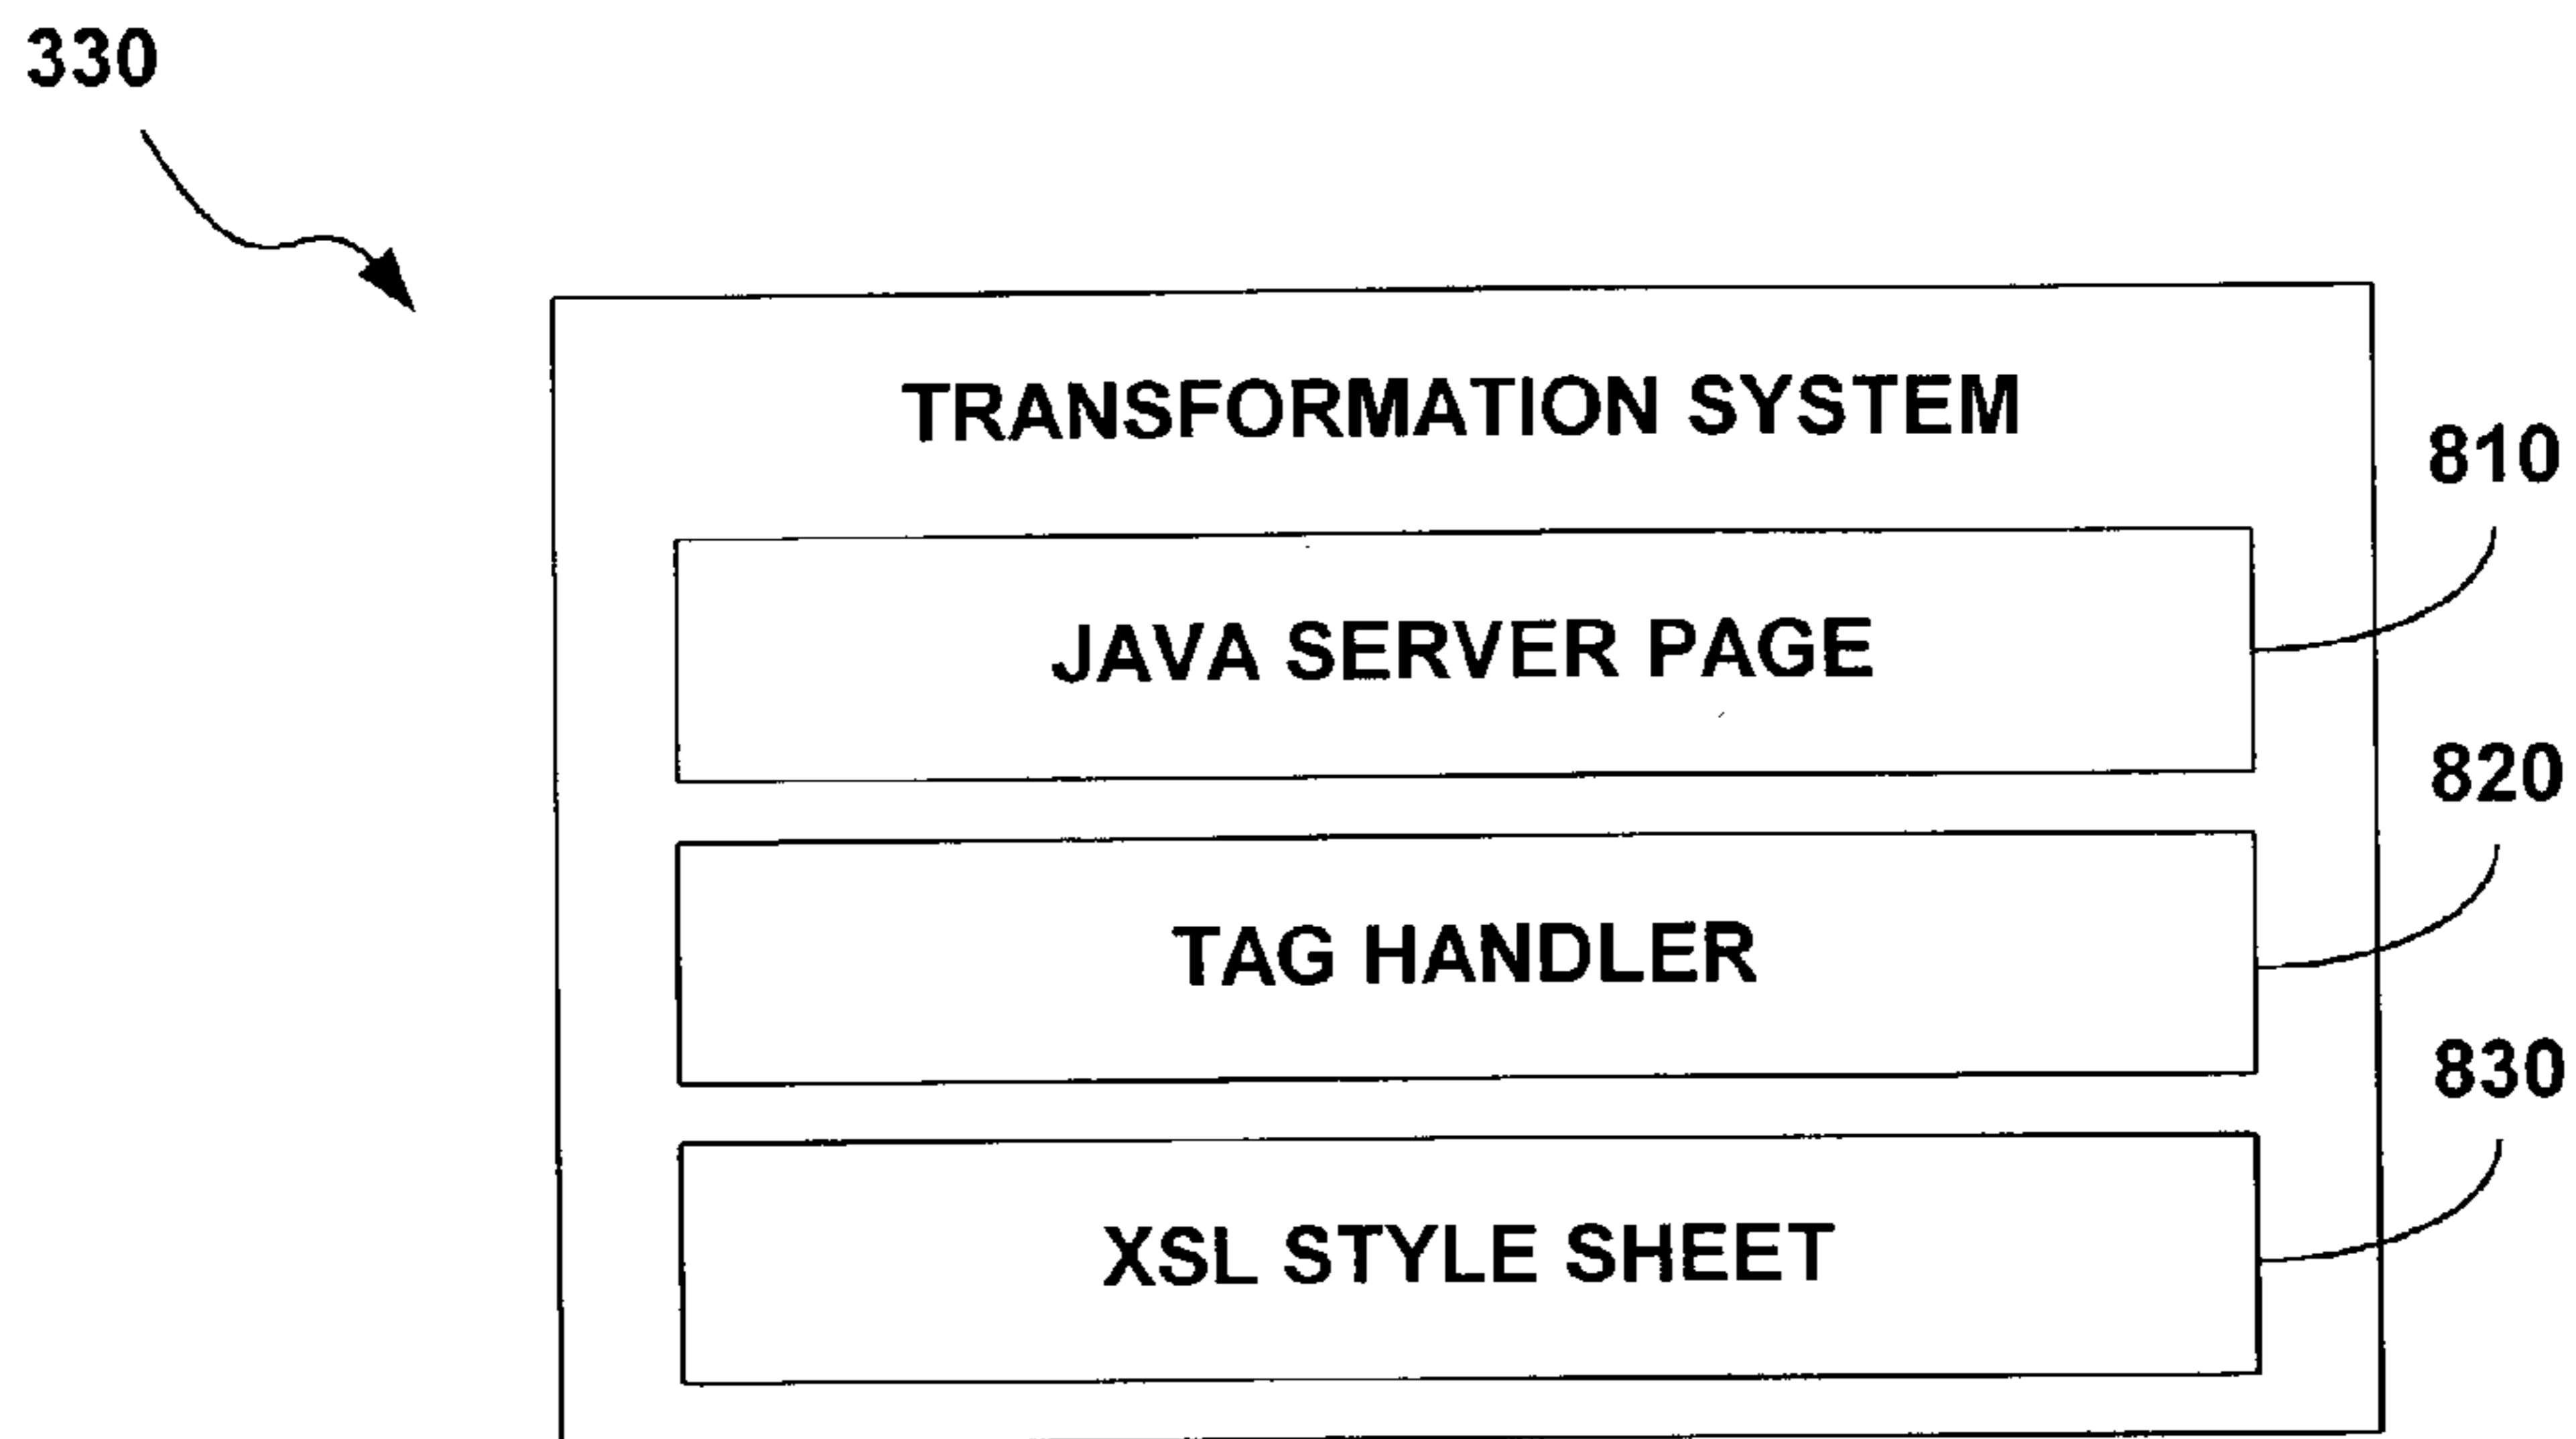 330
TRANSFORMATION SYSTEM
810
JAVA SERVER PAGE
820
TAG HANDLER
830
XSL STYLE SHEET